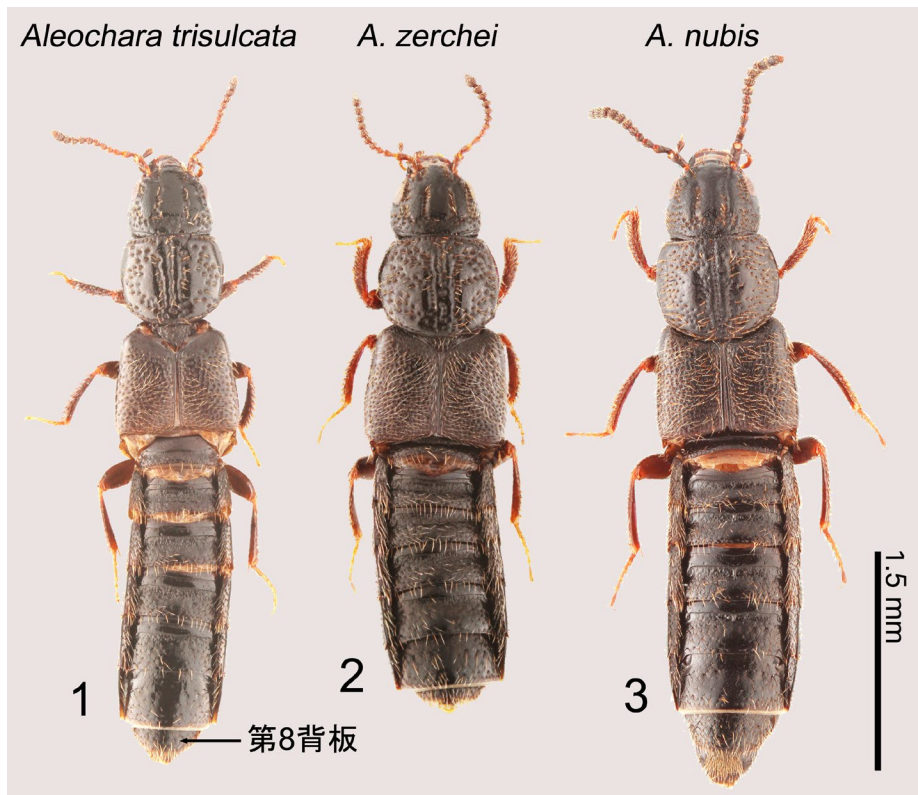 Aleochara trisulcata
A. zerchei
A. nubis
1
2
3
第8背板
1.5 mm